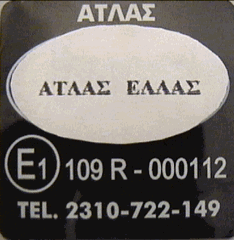 ΑΤΛΑΣ
ΑΤΛΑΣ ΕΛΛΑΣ
E1 109 R - 000112
TEL. 2310-722-149